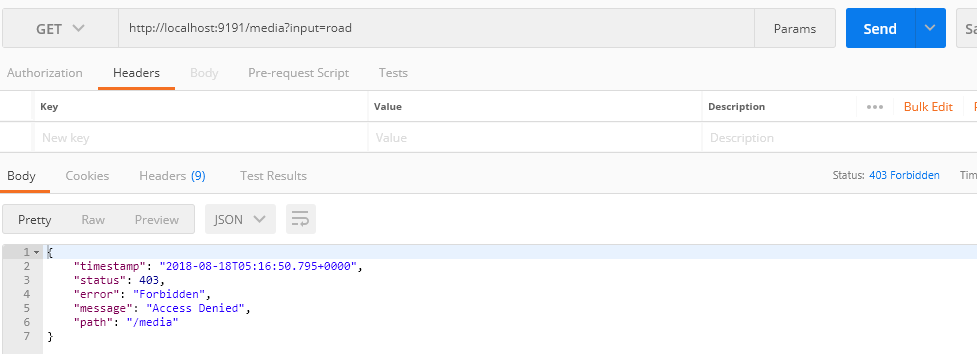 GET http://localhost:9191/media?input=road Params Send Sa
Authorization Headers Body Pre-request Script Tests
Key Value Description ••• Bulk Edit P
New key Value Description
Body Cookies Headers (9) Test Results Status: 403 Forbidden Tim
Pretty Raw Preview JSON
1 {
2 "timestamp": "2018-08-18T05:16:50.795+0000",
3 "status": 403,
4 "error": "Forbidden",
5 "message": "Access Denied",
6 "path": "/media"
7 }